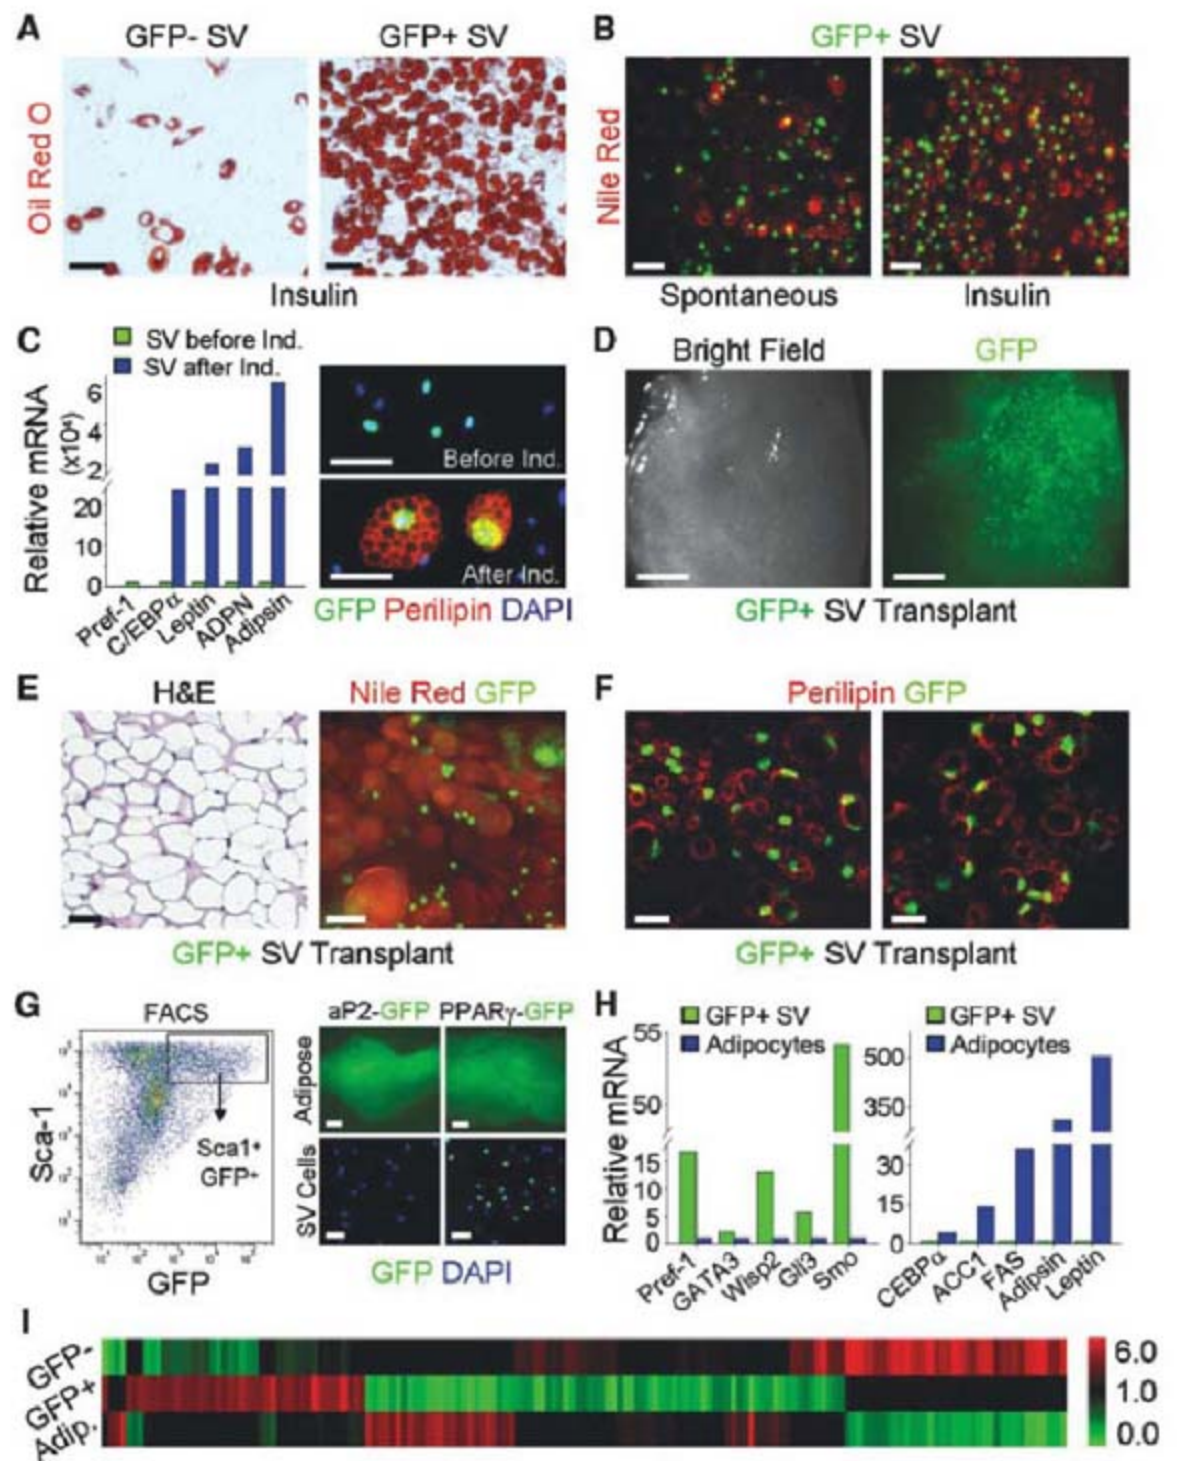 A
GFP- SV
GFP+ SV
Oil Red O
Insulin
B
GFP+ SV
Nile Red
Spontaneous
Insulin
C
SV before Ind.
SV after Ind.
Relative mRNA
(x10⁴)
6
4
2
20
10
0
Pref-1
C/EBPα
Leptin
ADPN
Adipsin
Before Ind.
After Ind.
GFP Perilipin DAPI
D
Bright Field
GFP
GFP+ SV Transplant
E
H&E
Nile Red GFP
GFP+ SV Transplant
F
Perilipin GFP
GFP+ SV Transplant
G
FACS
Sca-1
Sca1+
GFP+
GFP
aP2-GFP
PPARγ-GFP
Adipose
SV Cells
GFP DAPI
H
GFP+ SV
Adipocytes
Relative mRNA
55
50
15
10
5
0
Pref-1
GATA3
Wisp2
Gli3
Smo
GFP+ SV
Adipocytes
500
350
30
15
0
CEBPα
ACC1
FAS
Adipsin
Leptin
I
GFP-
GFP+
Adip.
6.0
1.0
0.0